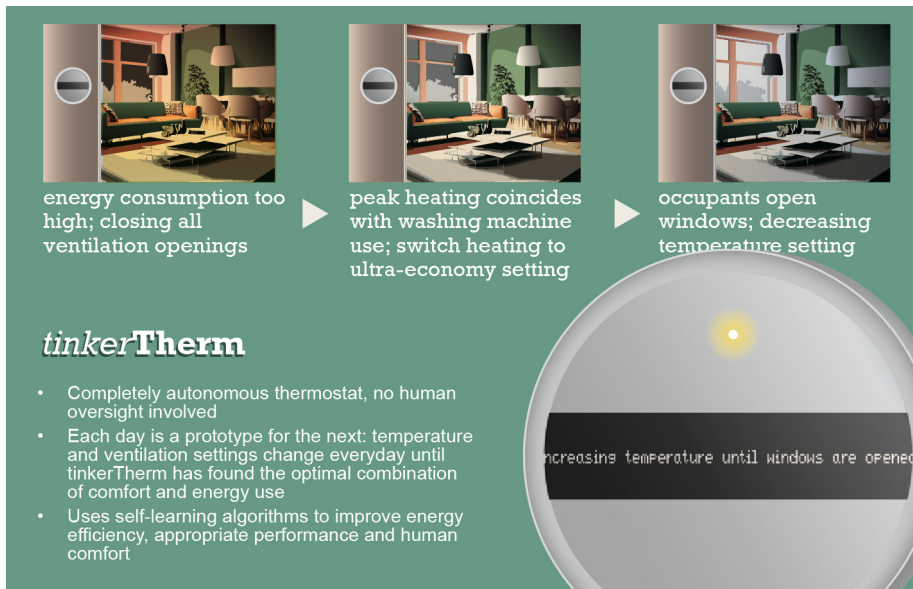 energy consumption too
high; closing all
ventilation openings
peak heating coincides
with washing machine
use; switch heating to
ultra-economy setting
occupants open
windows; decreasing
temperature setting
tinkerTherm
• Completely autonomous thermostat, no human
oversight involved
• Each day is a prototype for the next: temperature
and ventilation settings change everyday until
tinkerTherm has found the optimal combination
of comfort and energy use
• Uses self-learning algorithms to improve energy
efficiency, appropriate performance and human
comfort
ncreasing temperature until windows are opened